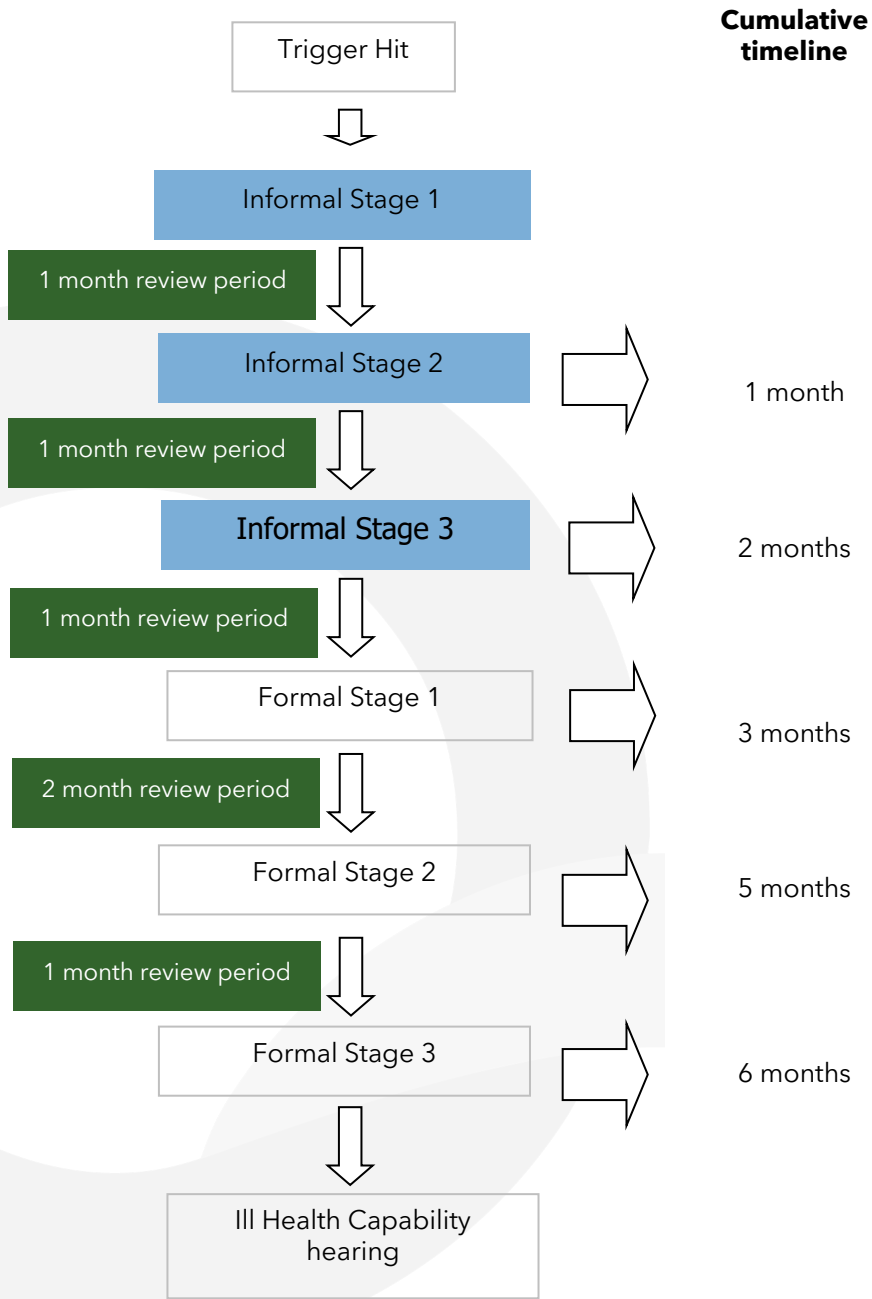 Cumulative
timeline
Trigger Hit
Informal Stage 1
1 month review period
Informal Stage 2
1 month
1 month review period
Informal Stage 3
2 months
1 month review period
Formal Stage 1
3 months
2 month review period
Formal Stage 2
5 months
1 month review period
Formal Stage 3
6 months
Ill Health Capability
hearing